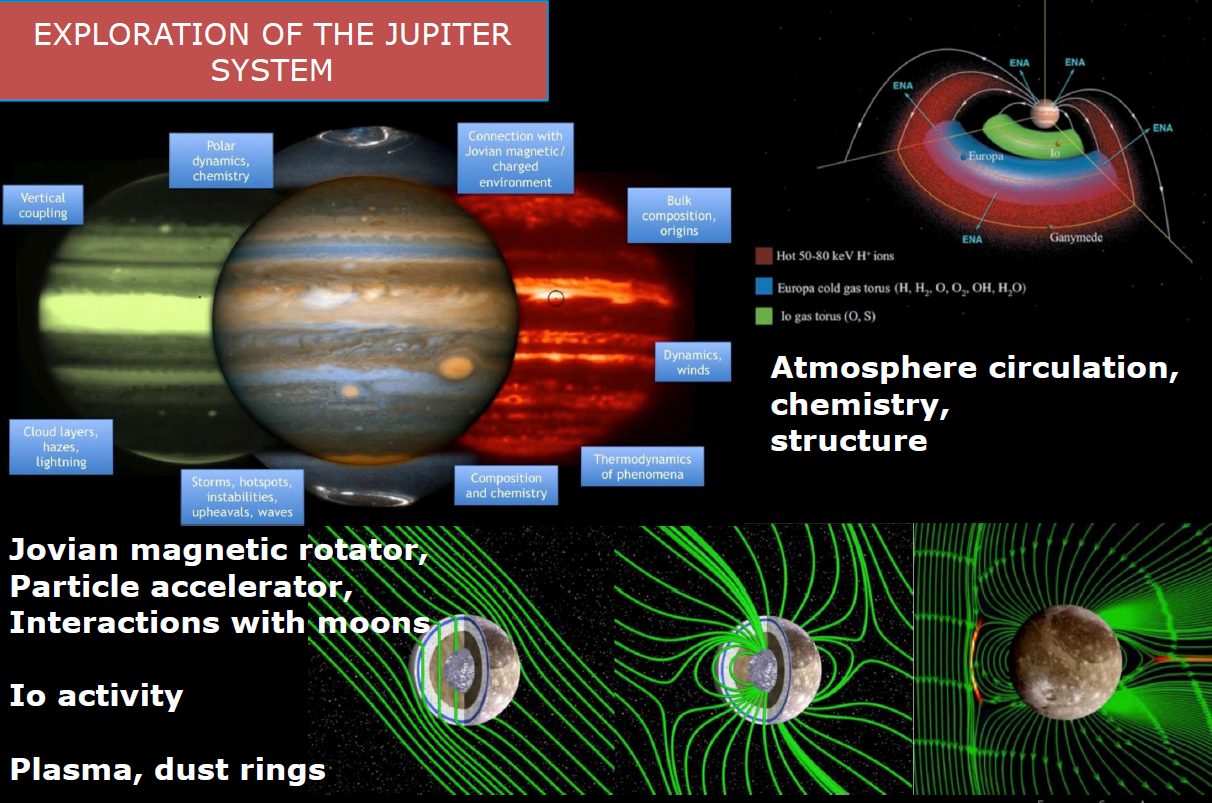 EXPLORATION OF THE JUPITER
SYSTEM
Polar
dynamics,
chemistry
Connection with
Jovian magnetic/
charged
environment
Vertical
coupling
Bulk
composition,
origins
Dynamics,
winds
Cloud layers,
hazes,
lightning
Storms, hotspots,
instabilities,
upheavals, waves
Composition
and chemistry
Thermodynamics
of phenomena
ENA
ENA
ENA
ENA
Europa
Io
ENA
Ganymede
Hot 50-80 keV H⁺ ions
Europa cold gas torus (H, H₂, O, O₂, OH, H₂O)
Io gas torus (O, S)
Atmosphere circulation,
chemistry,
structure
Jovian magnetic rotator,
Particle accelerator,
Interactions with moons
Io activity
Plasma, dust rings